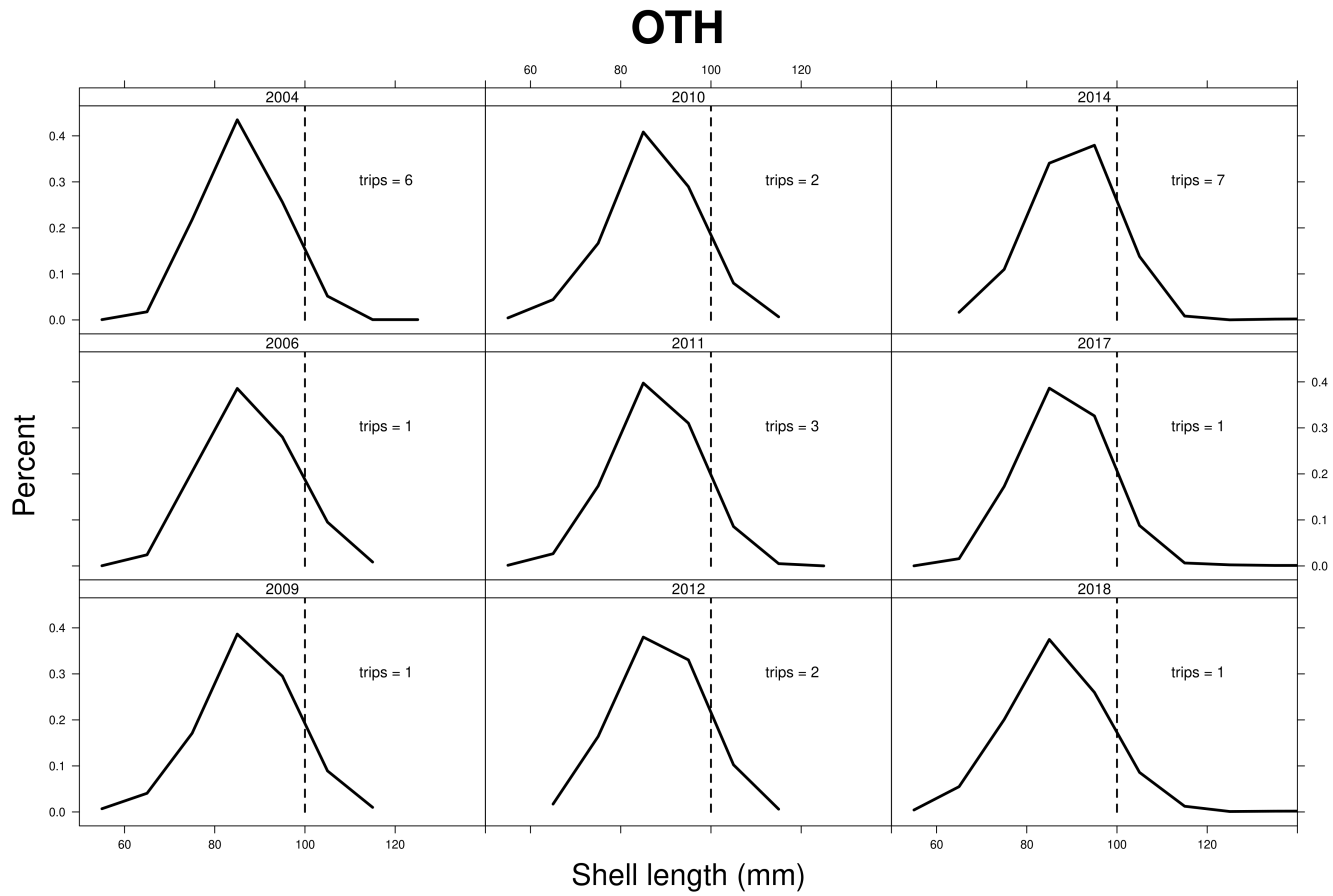 OTH
60 80 100 120
2004 2010 2014
0.4
0.3
0.2
0.1
0.0
trips = 6 trips = 2 trips = 7
2006 2011 2017
trips = 1 trips = 3 trips = 1
0.4
0.3
0.2
0.1
0.0
2009 2012 2018
0.4
0.3
0.2
0.1
0.0
trips = 1 trips = 2 trips = 1
60 80 100 120 60 80 100 120
Percent
Shell length (mm)